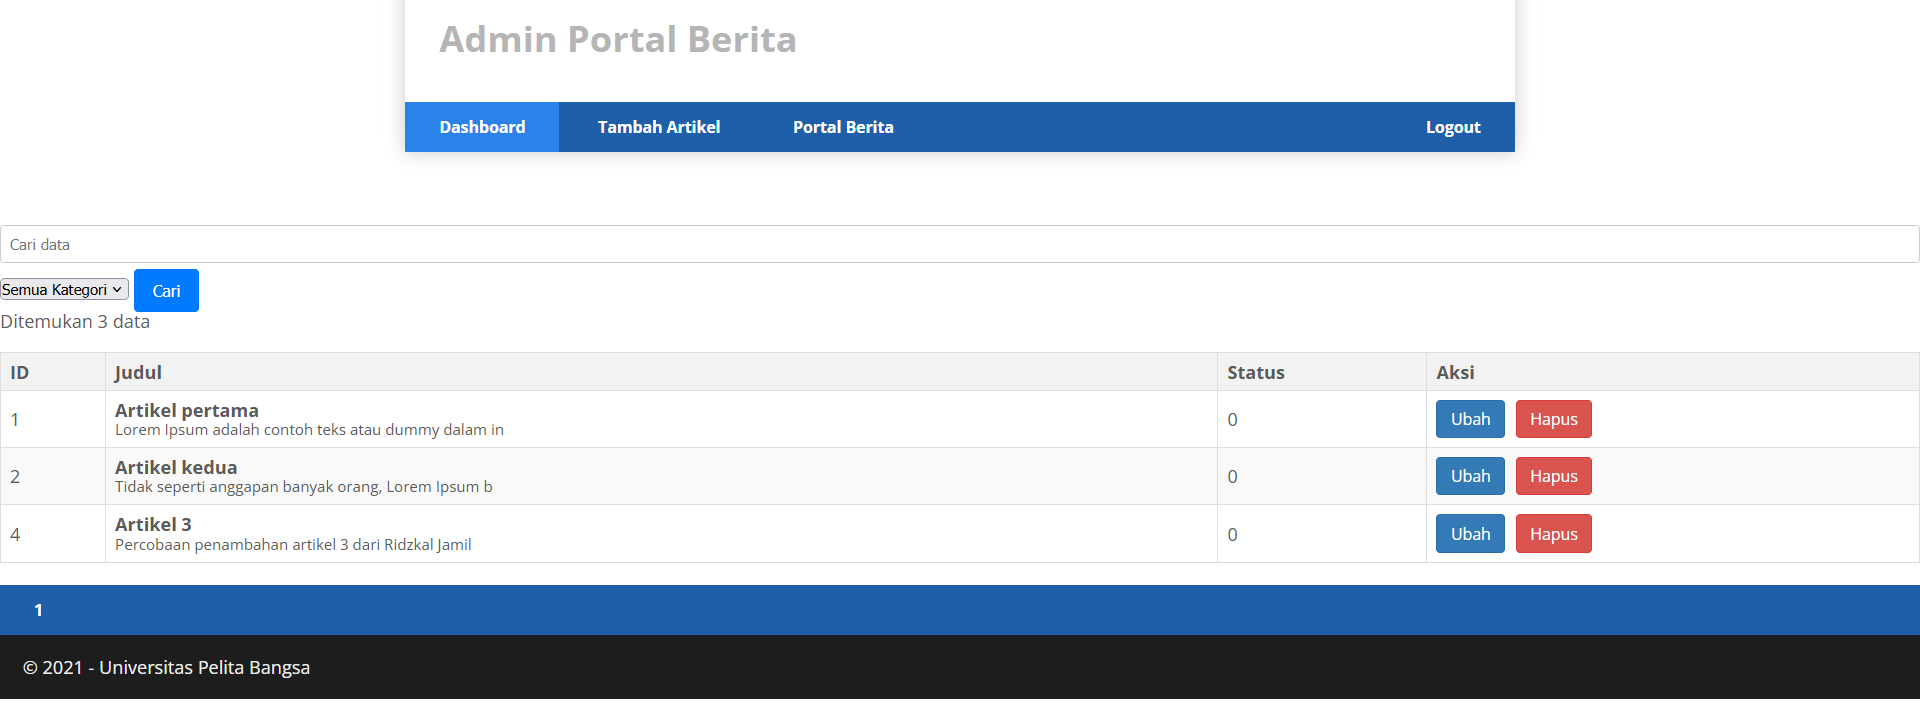 Admin Portal Berita
Dashboard Tambah Artikel Portal Berita Logout
Cari data
Semua Kategori Cari
Ditemukan 3 data
ID Judul Status Aksi
1 Artikel pertama 0 Ubah Hapus
Lorem Ipsum adalah contoh teks atau dummy dalam in
2 Artikel kedua 0 Ubah Hapus
Tidak seperti anggapan banyak orang, Lorem Ipsum b
4 Artikel 3 0 Ubah Hapus
Percobaan penambahan artikel 3 dari Ridzkal Jamil
1
© 2021 - Universitas Pelita Bangsa